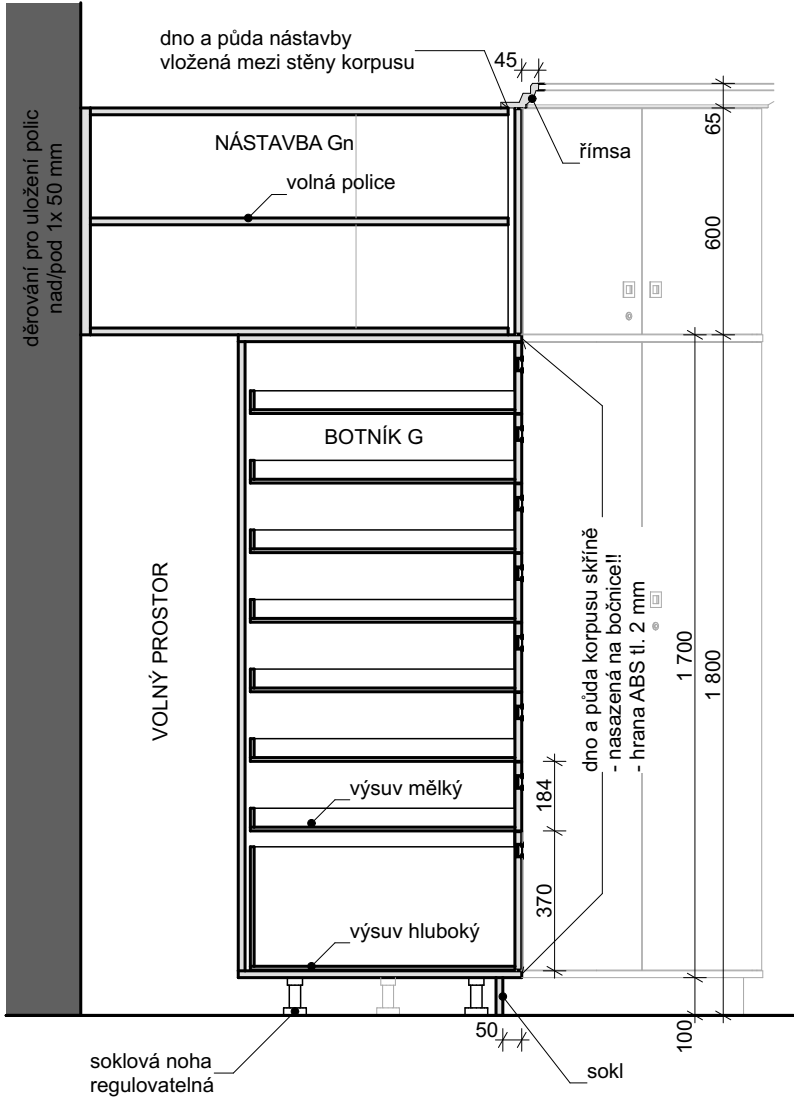 dno a půda nástavby
vložená mezi stěny korpusu
45
65
děrování pro uložení polic
nad/pod 1x 50 mm
NÁSTAVBA Gn
římsa
volná police
600
BOTNÍK G
VOLNÝ PROSTOR
dno a půda korpusu skříně
- nasazená na bočnice!!
- hrana ABS tl. 2 mm
1 700
1 800
výsuv mělký
184
370
výsuv hluboký
50
100
soklová noha
regulovatelná
sokl